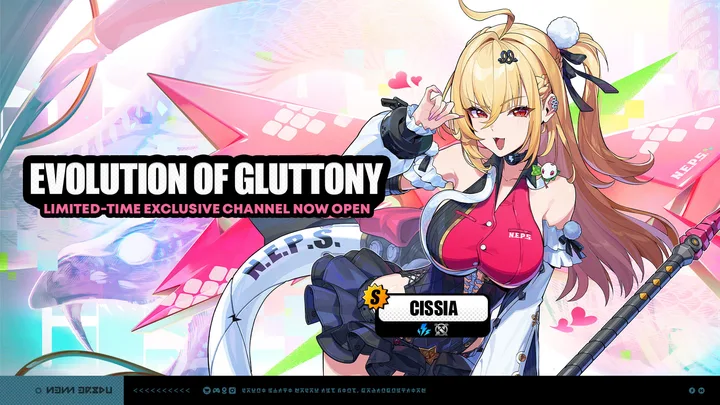 EVOLUTION OF GLUTTONY
LIMITED-TIME EXCLUSIVE CHANNEL NOW OPEN
N.E.P.S.
N.E.P.S.
N.E.P.S.
S
CISSIA